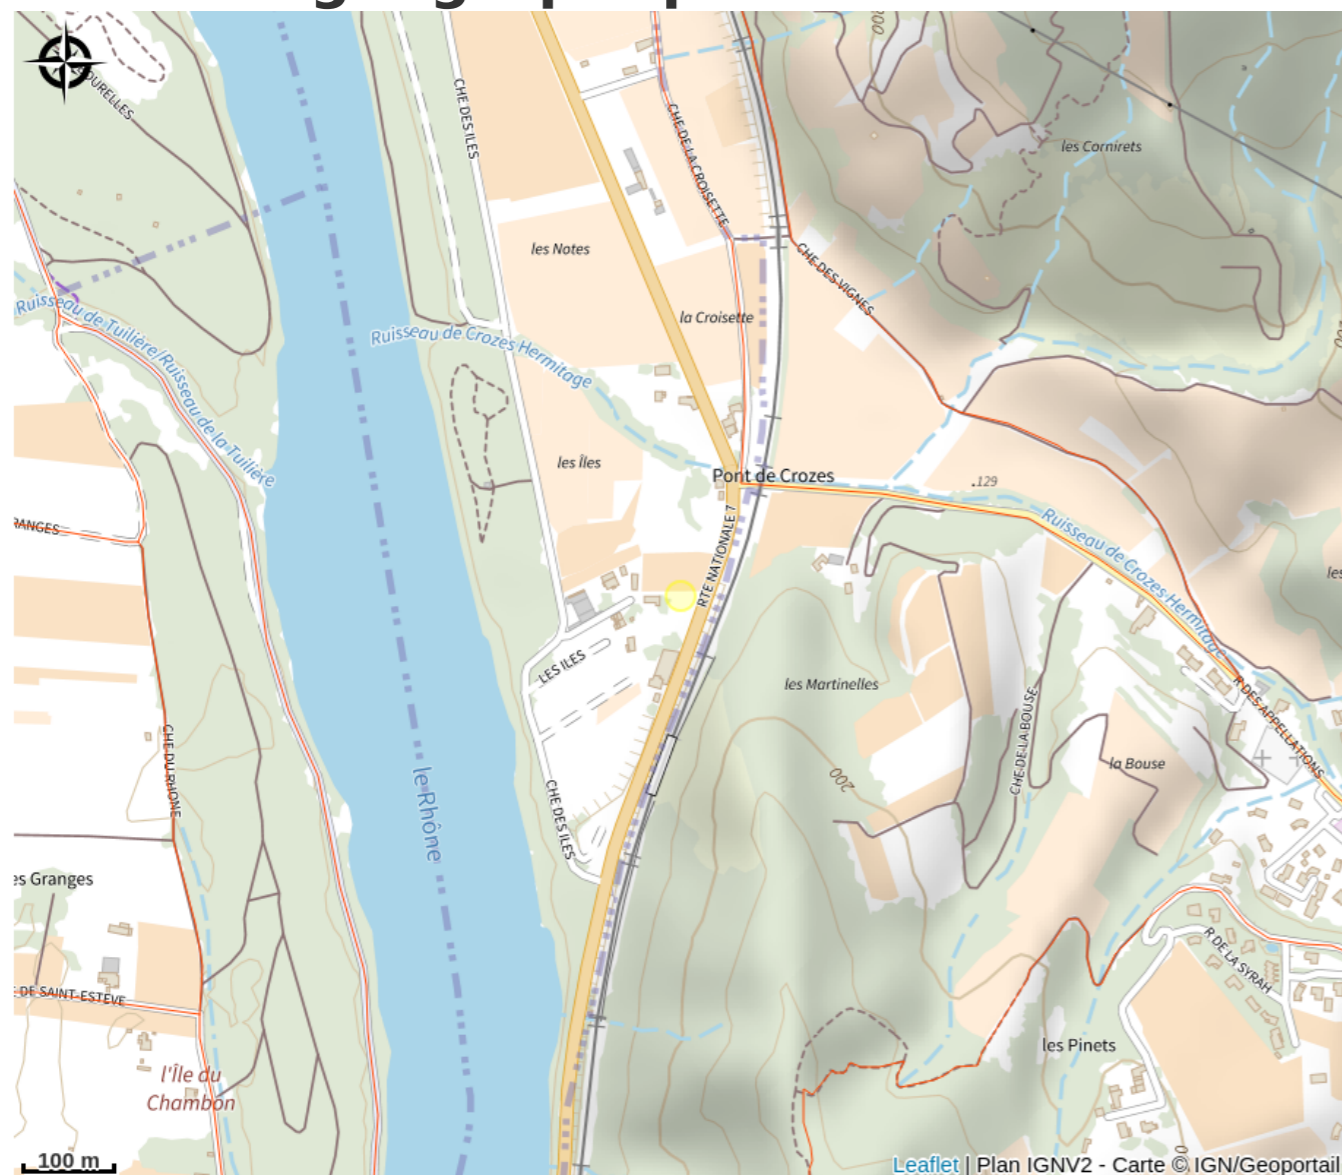 200
OURELLES
CHE DES ILES
CHE DE LA CROISETTE
les Cornirets
les Notes
CHE DES VIGNES
Ruisseau de Tuilière/Ruisseau de la Tuilière
la Croisette
Ruisseau de Crozes Hermitage
les Îles
Pont de Crozes
.129
RANGES
RTE NATIONALE 7
Ruisseau de Crozes Hermitage
les
LES ILES
les Martinelles
R DES APPELLATIONS
CHE DE LA BOUSE
CHE DU RHONE
la Bouse
200
le Rhône
CHE DES ILES
es Granges
R DE LA SYRAH
E DE SAINT-ESTEVE
les Pinets
l'Île du
Chambon
100 m
Leaflet | Plan IGNV2 - Carte © IGN/Geoportail